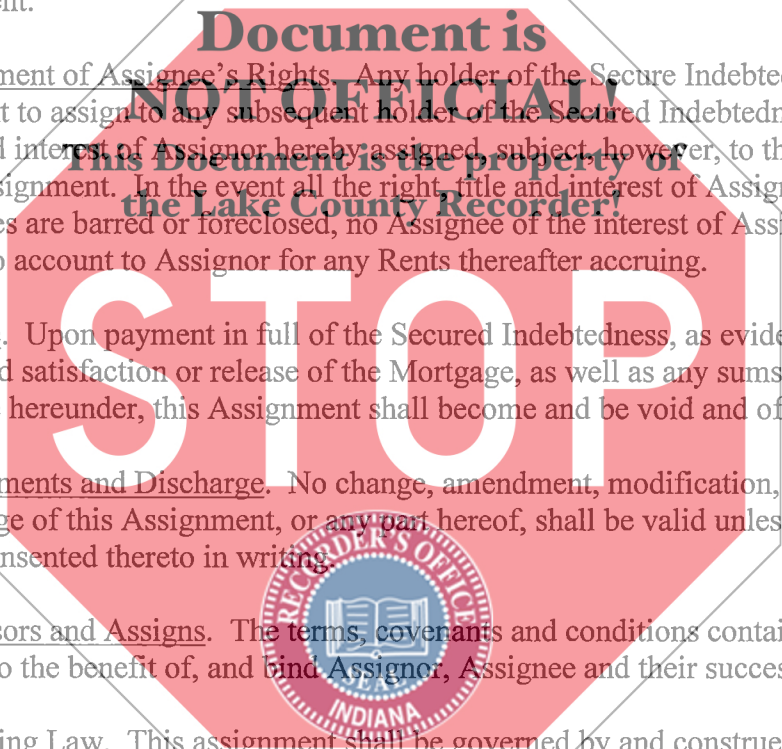 ent.
Document is
ment of Assignee's Rights. Any holder of the Secure Indebted
NOT OFFICIAL!
t to assign to any subsequent holder of the Secured Indebtedn
This Document is the property of
d interest of Assignor hereby assigned, subject, however, to th
signment. In the event all the right, title and interest of Assign
the Lake County Recorder!
es are barred or foreclosed, no Assignee of the interest of Assi
o account to Assignor for any Rents thereafter accruing.
STOP
. Upon payment in full of the Secured Indebtedness, as evide
d satisfaction or release of the Mortgage, as well as any sums
hereunder, this Assignment shall become and be void and of
ments and Discharge. No change, amendment, modification,
ge of this Assignment, or any part hereof, shall be valid unles
nsented thereto in writing.
RECORDER'S OFFICE
SEAL
INDIANA
sors and Assigns. The terms, covenants and conditions contai
o the benefit of, and bind Assignor, Assignee and their succes
ing Law. This assignment shall be governed by and construe